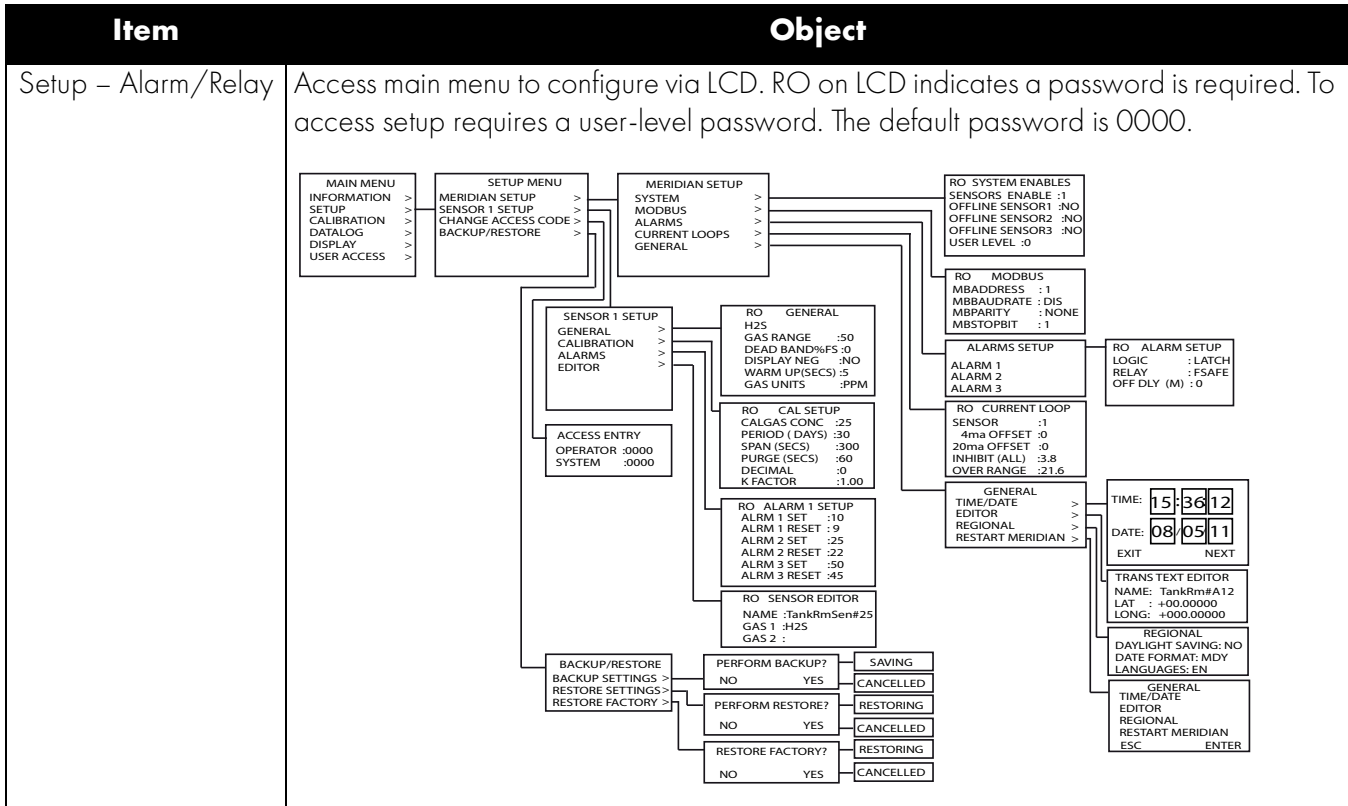 Item
Object
Setup – Alarm/Relay
Access main menu to configure via LCD. RO on LCD indicates a password is required. To
access setup requires a user-level password. The default password is 0000.
MAIN MENU
INFORMATION >
SETUP >
CALIBRATION >
DATALOG >
DISPLAY >
USER ACCESS >
SETUP MENU
MERIDIAN SETUP >
SENSOR 1 SETUP >
CHANGE ACCESS CODE >
BACKUP/RESTORE >
MERIDIAN SETUP
SYSTEM >
MODBUS >
ALARMS >
CURRENT LOOPS >
GENERAL >
RO SYSTEM ENABLES
SENSORS ENABLE :1
OFFLINE SENSOR1 :NO
OFFLINE SENSOR2 :NO
OFFLINE SENSOR3 :NO
USER LEVEL :0
RO MODBUS
MBADDRESS : 1
MBBAUDRATE : DIS
MBPARITY : NONE
MBSTOPBIT : 1
SENSOR 1 SETUP
GENERAL >
CALIBRATION >
ALARMS >
EDITOR >
RO GENERAL
H2S
GAS RANGE :50
DEAD BAND%FS :0
DISPLAY NEG :NO
WARM UP(SECS) :5
GAS UNITS :PPM
ALARMS SETUP
ALARM 1
ALARM 2
ALARM 3
RO ALARM SETUP
LOGIC : LATCH
RELAY : FSAFE
OFF DLY (M) : 0
RO CAL SETUP
CALGAS CONC :25
PERIOD ( DAYS) :30
SPAN (SECS) :300
PURGE (SECS) :60
DECIMAL :0
K FACTOR :1.00
RO CURRENT LOOP
SENSOR :1
4ma OFFSET :0
20ma OFFSET :0
INHIBIT (ALL) :3.8
OVER RANGE :21.6
ACCESS ENTRY
OPERATOR :0000
SYSTEM :0000
RO ALARM 1 SETUP
ALRM 1 SET :10
ALRM 1 RESET : 9
ALRM 2 SET :25
ALRM 2 RESET :22
ALRM 3 SET :50
ALRM 3 RESET :45
GENERAL
TIME/DATE >
EDITOR >
REGIONAL >
RESTART MERIDIAN >
TIME: 15:36 12
DATE: 08/05 11
EXIT NEXT
TRANS TEXT EDITOR
NAME: TankRm#A12
LAT : +00.00000
LONG: +000.00000
RO SENSOR EDITOR
NAME :TankRmSen#25
GAS 1 :H2S
GAS 2 :
REGIONAL
DAYLIGHT SAVING: NO
DATE FORMAT: MDY
LANGUAGES: EN
BACKUP/RESTORE
BACKUP SETTINGS >
RESTORE SETTINGS>
RESTORE FACTORY >
PERFORM BACKUP?
NO YES
SAVING
CANCELLED
PERFORM RESTORE?
NO YES
RESTORING
CANCELLED
RESTORE FACTORY?
NO YES
RESTORING
CANCELLED
GENERAL
TIME/DATE
EDITOR
REGIONAL
RESTART MERIDIAN
ESC ENTER